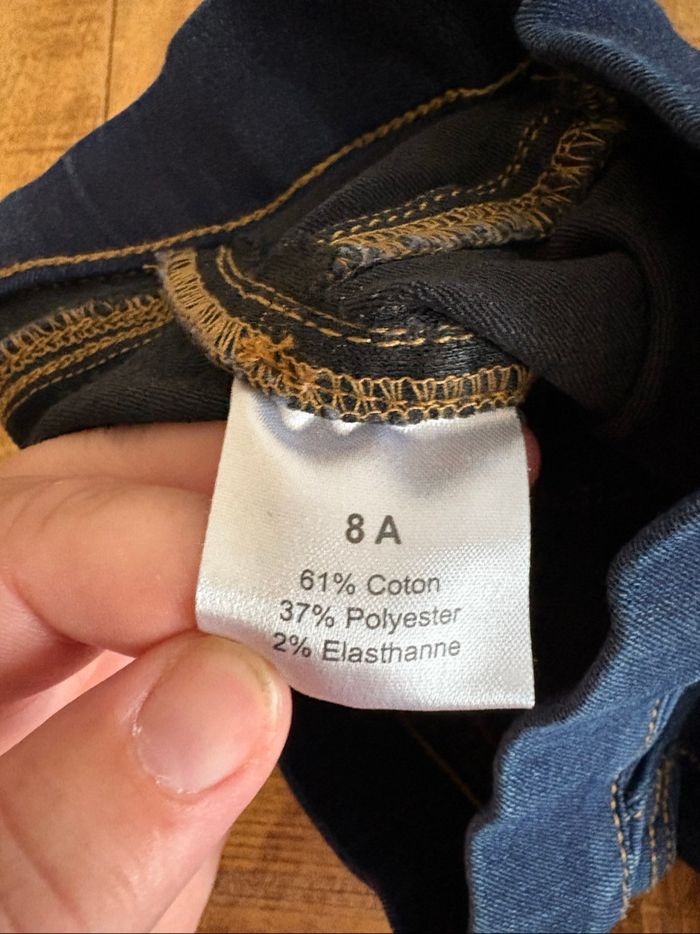 8 A
61% Coton
37% Polyester
2% Elasthanne